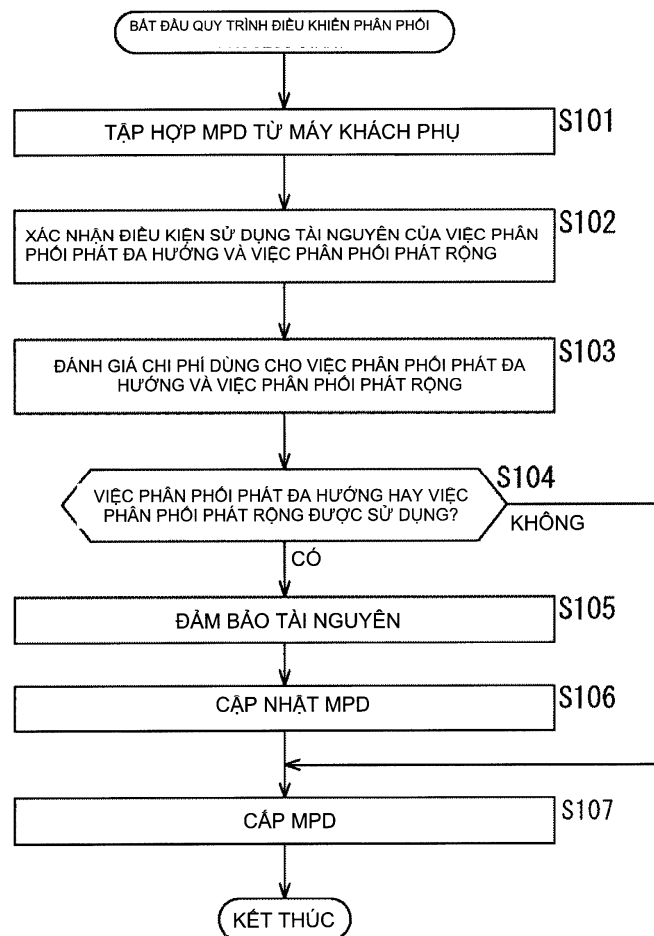 BẮT ĐẦU QUY TRÌNH ĐIỀU KHIỂN PHÂN PHỐI
TẬP HỢP MPD TỪ MÁY KHÁCH PHỤ
S101
XÁC NHẬN ĐIỀU KIỆN SỬ DỤNG TÀI NGUYÊN CỦA VIỆC PHÂN
PHỐI PHÁT ĐA HƯỚNG VÀ VIỆC PHÂN PHỐI PHÁT RỘNG
S102
ĐÁNH GIÁ CHI PHÍ DÙNG CHO VIỆC PHÂN PHỐI PHÁT ĐA
HƯỚNG VÀ VIỆC PHÂN PHỐI PHÁT RỘNG
S103
VIỆC PHÂN PHỐI PHÁT ĐA HƯỚNG HAY VIỆC
PHÂN PHỐI PHÁT RỘNG ĐƯỢC SỬ DỤNG?
S104
KHÔNG
CÓ
ĐẢM BẢO TÀI NGUYÊN
S105
CẬP NHẬT MPD
S106
CẤP MPD
S107
KẾT THÚC